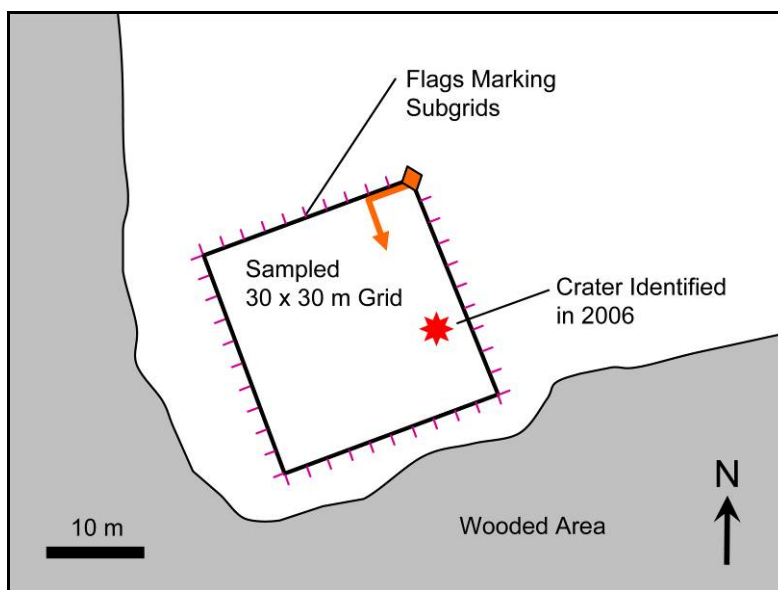 Flags Marking
Subgrids
Sampled
30 x 30 m Grid
Crater Identified
in 2006
N
10 m
Wooded Area